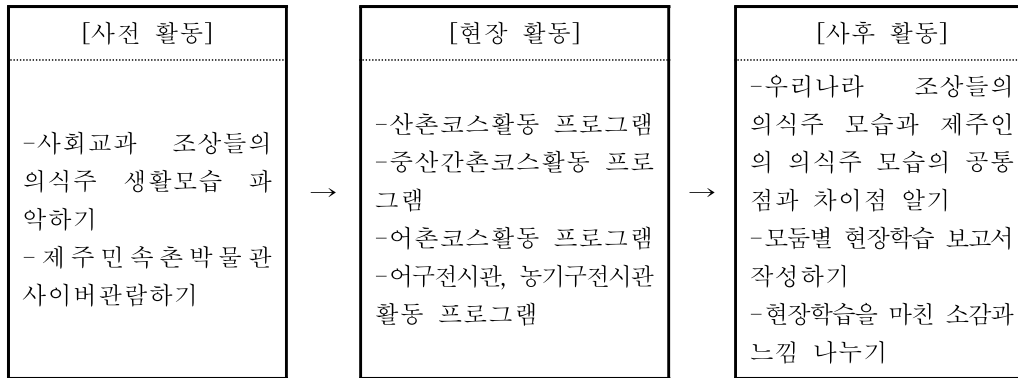 [사전 활동]
-사회교과 조상들의
의식주 생활모습 파
악하기
-제주민속촌박물관
사이버관람하기
→
[현장 활동]
-산촌코스활동 프로그램
-중산간촌코스활동 프로
그램
-어촌코스활동 프로그램
-어구전시관, 농기구전시관
활동 프로그램
→
[사후 활동]
-우리나라 조상들의
의식주 모습과 제주인
의 의식주 모습의 공통
점과 차이점 알기
-모둠별 현장학습 보고서
작성하기
-현장학습을 마친 소감과
느낌 나누기